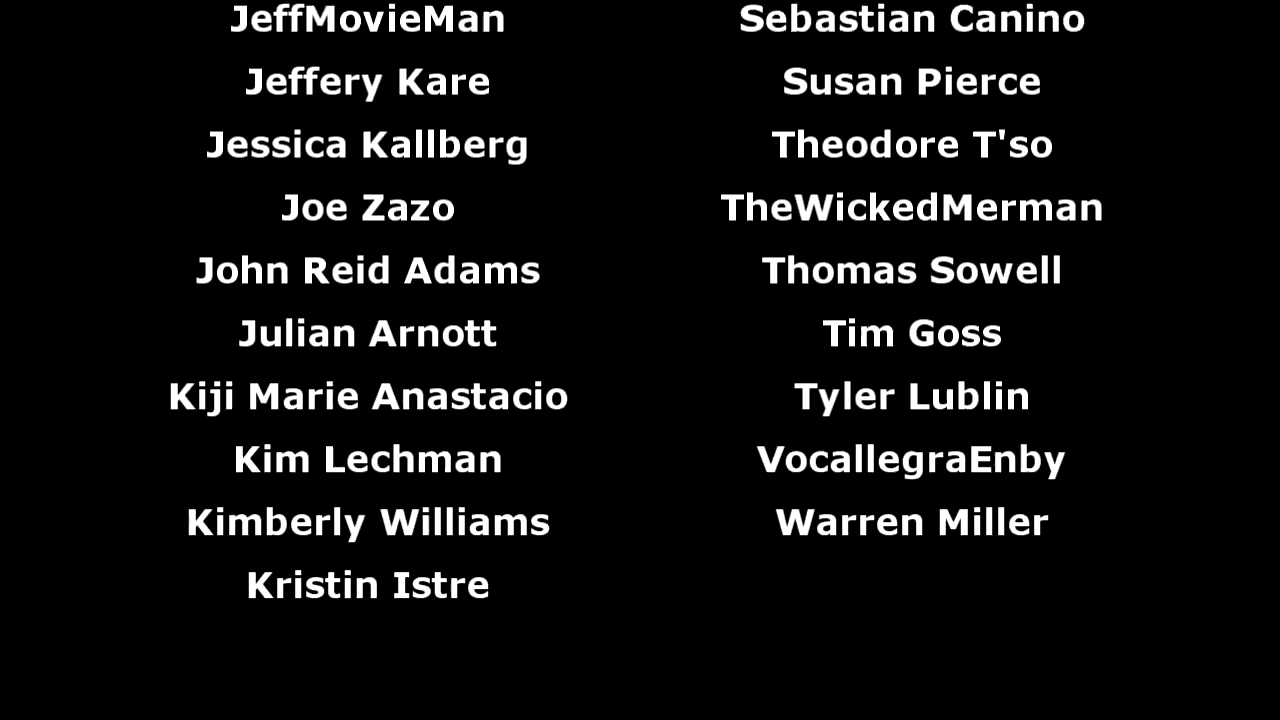 JeffMovieMan
Jeffery Kare
Jessica Kallberg
Joe Zazo
John Reid Adams
Julian Arnott
Kiji Marie Anastacio
Kim Lechman
Kimberly Williams
Kristin Istre
Sebastian Canino
Susan Pierce
Theodore T'so
TheWickedMerman
Thomas Sowell
Tim Goss
Tyler Lublin
VocallegraEnby
Warren Miller